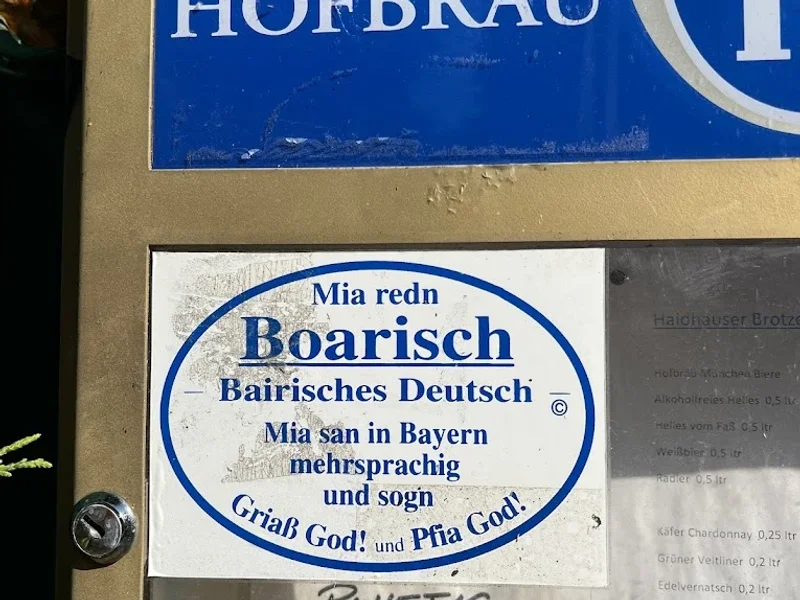 HOFBRÄU
Mia redn
Boarisch
– Bairisches Deutsch –
©
Mia san in Bayern
mehrsprachig
und sogn
Griaß God! und Pfia God!
Haidhauser Brotze
Hofbräu München Biere
Alkoholfreies Helles 0,5 ltr
Helles vom Faß 0,5 ltr
Weißbier 0,5 ltr
Radler 0,5 ltr
Käfer Chardonnay 0,25 ltr
Grüner Veltliner 0,2 ltr
Edelvernatsch 0,2 ltr